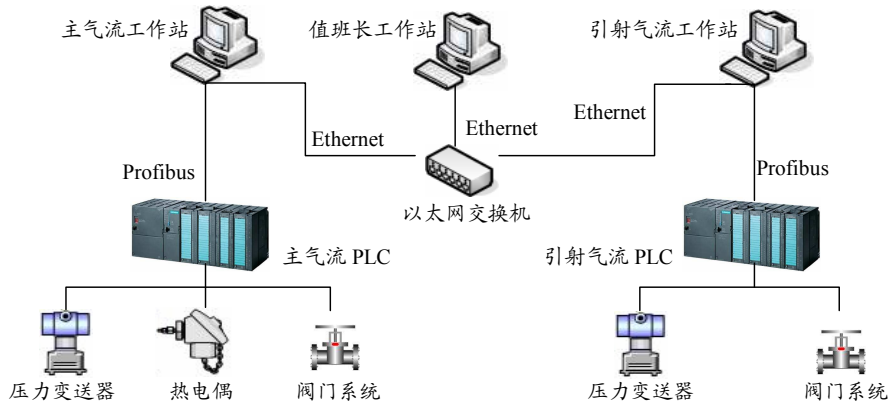 主气流工作站
值班长工作站
引射气流工作站
Ethernet
Ethernet
Ethernet
Profibus
Profibus
以太网交换机
主气流 PLC
引射气流 PLC
压力变送器
热电偶
阀门系统
压力变送器
阀门系统